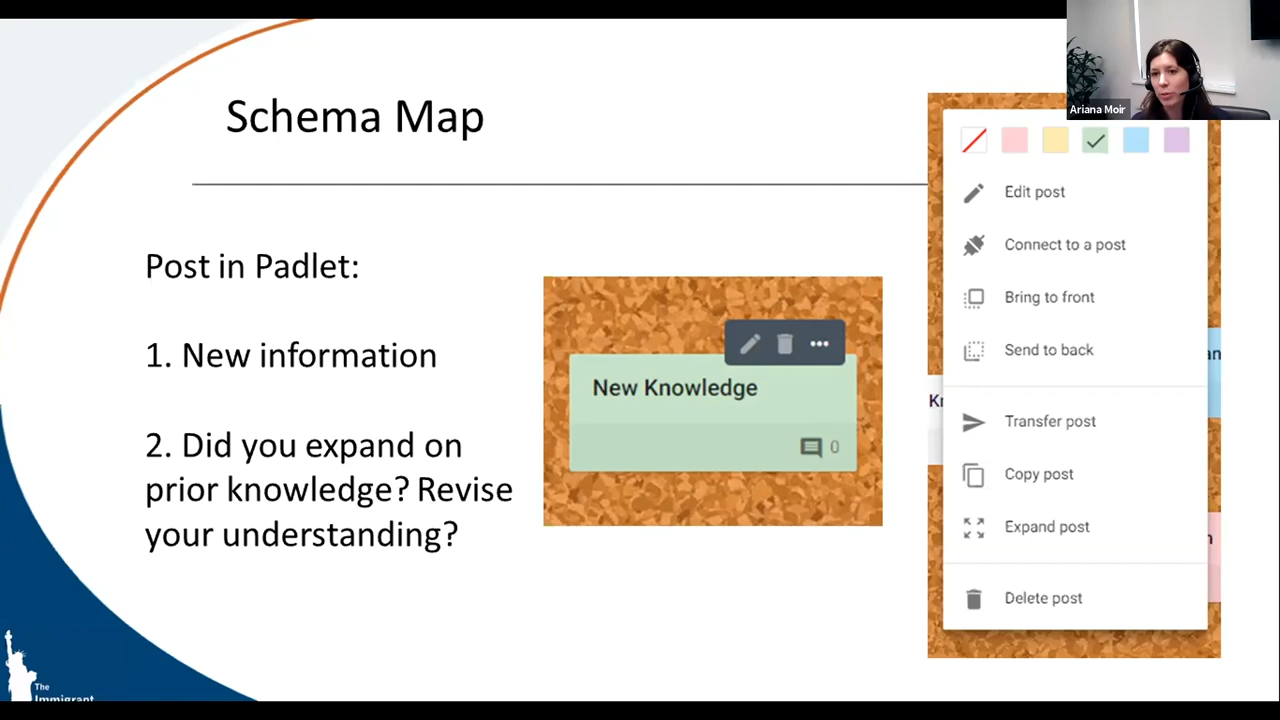 Ariana Moir
Schema Map
Post in Padlet:
1. New information
2. Did you expand on
prior knowledge? Revise
your understanding?
New Knowledge
0
Edit post
Connect to a post
Bring to front
Send to back
Transfer post
Copy post
Expand post
Delete post
The
Immigrant